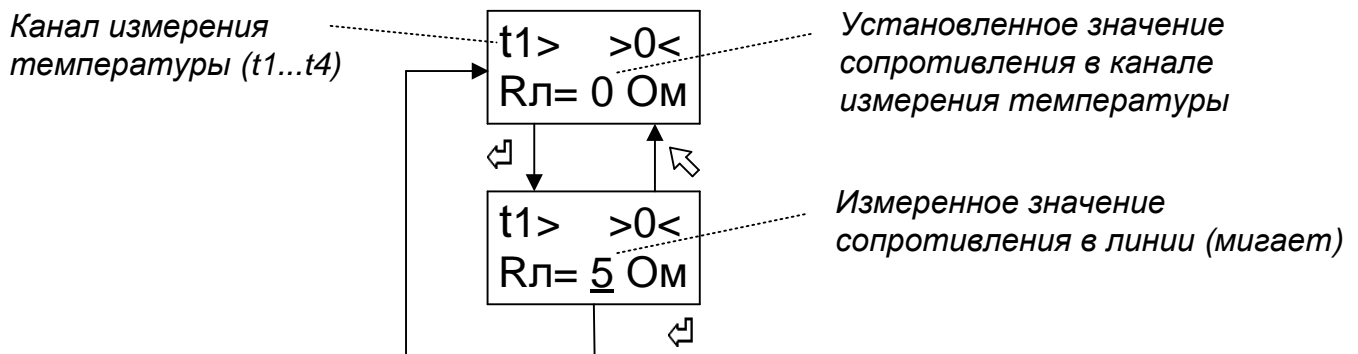 Канал измерения
температуры (t1...t4)
t1> >0<
Rл= 0 Ом
Установленное значение
сопротивления в канале
измерения температуры
t1> >0<
Rл= 5 Ом
Измеренное значение
сопротивления в линии (мигает)